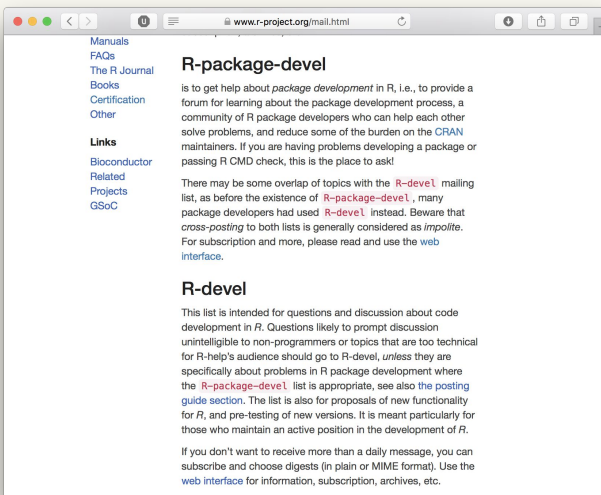 www.r-project.org/mail.html
Manuals
FAQs
The R Journal
Books
Certification
Other
Links
Bioconductor
Related
Projects
GSoC
R-package-devel
is to get help about package development in R, i.e., to provide a
forum for learning about the package development process, a
community of R package developers who can help each other
solve problems, and reduce some of the burden on the CRAN
maintainers. If you are having problems developing a package or
passing R CMD check, this is the place to ask!
There may be some overlap of topics with the R-devel mailing
list, as before the existence of R-package-devel, many
package developers had used R-devel instead. Beware that
cross-posting to both lists is generally considered as impolite.
For subscription and more, please read and use the web
interface.
R-devel
This list is intended for questions and discussion about code
development in R. Questions likely to prompt discussion
unintelligible to non-programmers or topics that are too technical
for R-help's audience should go to R-devel, unless they are
specifically about problems in R package development where
the R-package-devel list is appropriate, see also the posting
guide section. The list is also for proposals of new functionality
for R, and pre-testing of new versions. It is meant particularly for
those who maintain an active position in the development of R.
If you don't want to receive more than a daily message, you can
subscribe and choose digests (in plain or MIME format). Use the
web interface for information, subscription, archives, etc.